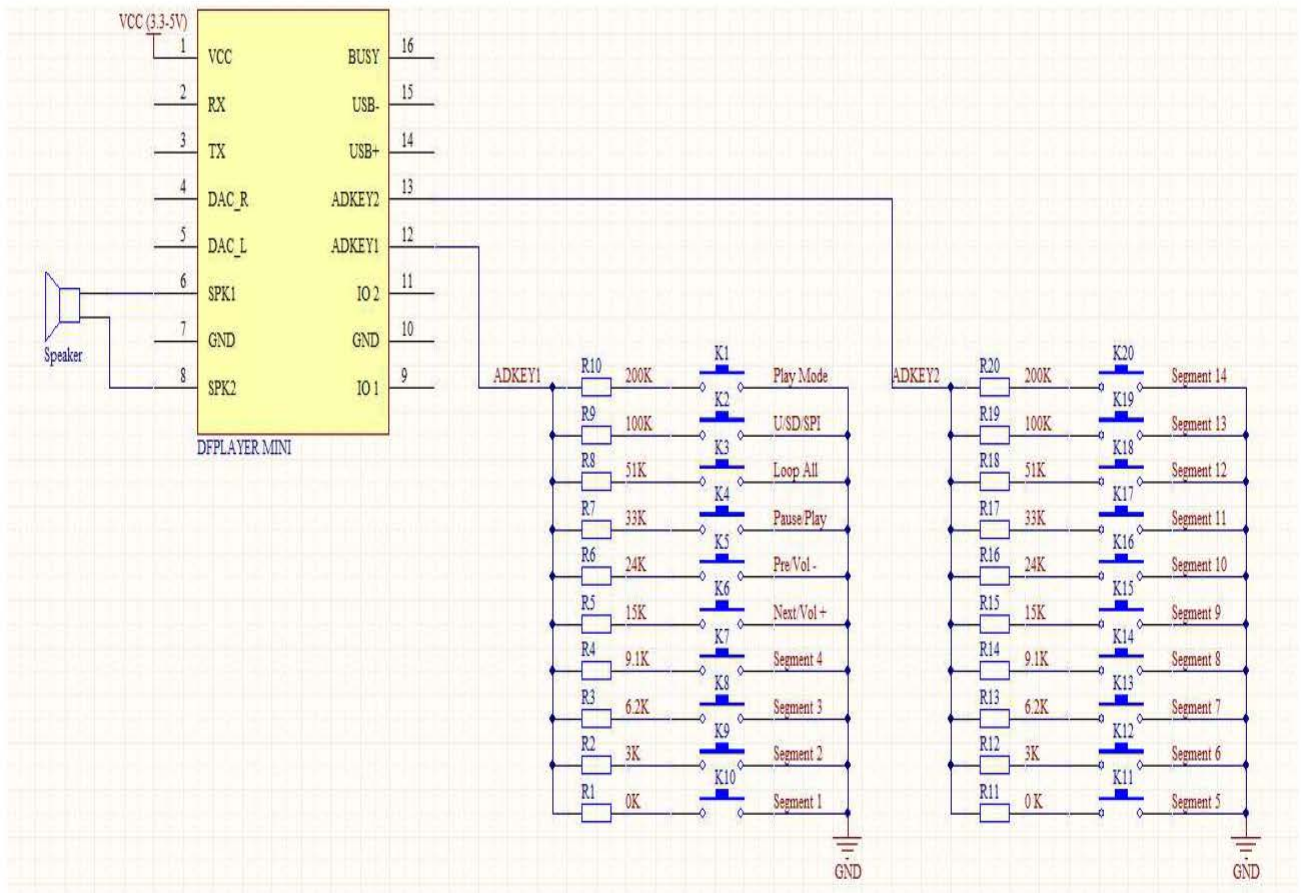 VCC (3.3-5V)
1 VCC BUSY 16
2 RX USB- 15
3 TX USB+ 14
4 DAC_R ADKEY2 13
5 DAC_L ADKEY1 12
6 SPK1 IO 2 11
7 GND GND 10
8 SPK2 IO 1 9
Speaker
DFPLAYER MINI
ADKEY1
R10 200K K1 Play Mode
R9 100K K2 U/SD/SPI
R8 51K K3 Loop All
R7 33K K4 Pause/Play
R6 24K K5 Pre/Vol -
R5 15K K6 Next/Vol +
R4 9.1K K7 Segment 4
R3 6.2K K8 Segment 3
R2 3K K9 Segment 2
R1 0K K10 Segment 1
GND
ADKEY2
R20 200K K20 Segment 14
R19 100K K19 Segment 13
R18 51K K18 Segment 12
R17 33K K17 Segment 11
R16 24K K16 Segment 10
R15 15K K15 Segment 9
R14 9.1K K14 Segment 8
R13 6.2K K13 Segment 7
R12 3K K12 Segment 6
R11 0 K K11 Segment 5
GND